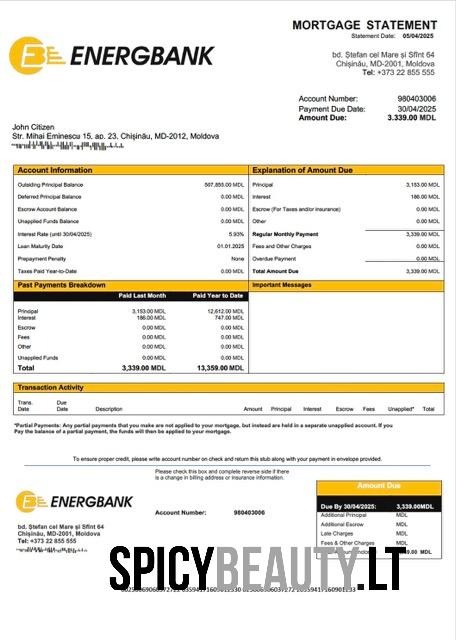 MORTGAGE STATEMENT
Statement Date: 05/04/2025
ENERGBANK
bd. Ștefan cel Mare și Sfînt 64
Chișinău, MD-2001, Moldova
Tel: +373 22 855 555
Account Number: 980403006
Payment Due Date: 30/04/2025
Amount Due: 3.339.00 MDL
John Citizen
Str. Mihai Eminescu 15, ap. 23, Chișinău, MD-2012, Moldova
Account Information
Outsiding Principal Balance 507,855.00 MDL
Deferred Principal Balance 0.00 MDL
Escrow Account Balance 0.00 MDL
Unapplied Funds Balance 0.00 MDL
Interest Rate (until 30/04/2025) 5.93%
Loan Maturity Date 01.01.2025
Prepayment Penalty None
Taxes Paid Year-to-Date 0.00 MDL
Explanation of Amount Due
Principal 3,153.00 MDL
Interest 186.00 MDL
Escrow (For Taxes and/or insurance) 0.00 MDL
Other 0.00 MDL
Regular Monthly Payment 3,339.00 MDL
Fees and Other Charges 0.00 MDL
Overdue Payment 0.00 MDL
Total Amount Due 3,339.00 MDL
Past Payments Breakdown
Paid Last Month Paid Year to Date
Principal 3,153.00 MDL 12,612.00 MDL
Interest 186.00 MDL 747.00 MDL
Escrow 0.00 MDL 0.00 MDL
Fees 0.00 MDL 0.00 MDL
Other 0.00 MDL 0.00 MDL
Unapplied Funds 0.00 MDL 0.00 MDL
Total 3,339.00 MDL 13,359.00 MDL
Important Messages
Transaction Activity
Trans. Date Due Date Description Amount Principal Interest Escrow Fees Unapplied* Total
*Partial Payments: Any partial payments that you make are not applied to your mortgage, but instead are held in a separate unapplied account. If you
Pay the balance of a partial payment, the funds will then be applied to your mortgage.
To ensure proper credit, please write account number on check and return this stub along with your payment in envelope provided.
Please check this box and complete reverse side if there
is a change in billing address or insurance information.
ENERGBANK
Account Number: 980403006
bd. Ștefan cel Mare și Sfînt 64
Chișinău, MD-2001, Moldova
Tel: +373 22 855 555
Amount Due
Due By 30/04/2025: 3,339.00MDL
Additional Principal MDL
Additional Escrow MDL
Late Charges MDL
Fees & Other Charges MDL
MDL
SPICYBEAUTY.LT